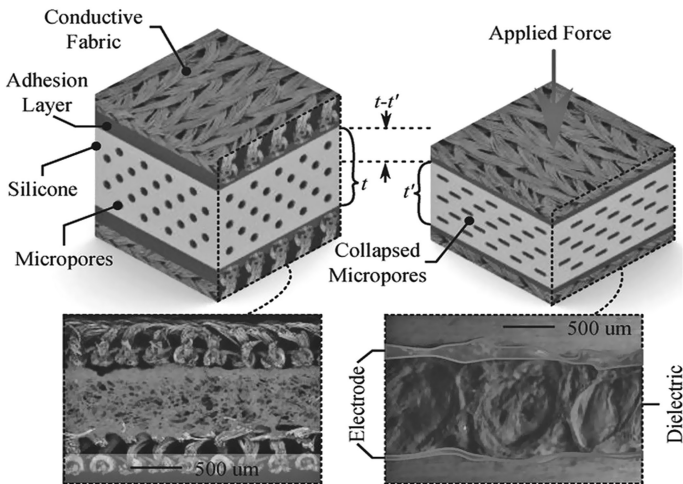 Conductive
Fabric
Applied Force
Adhesion
Layer
t-t'
Silicone
t
t'
Micropores
Collapsed
Micropores
500 um
500 um
Electrode
Dielectric